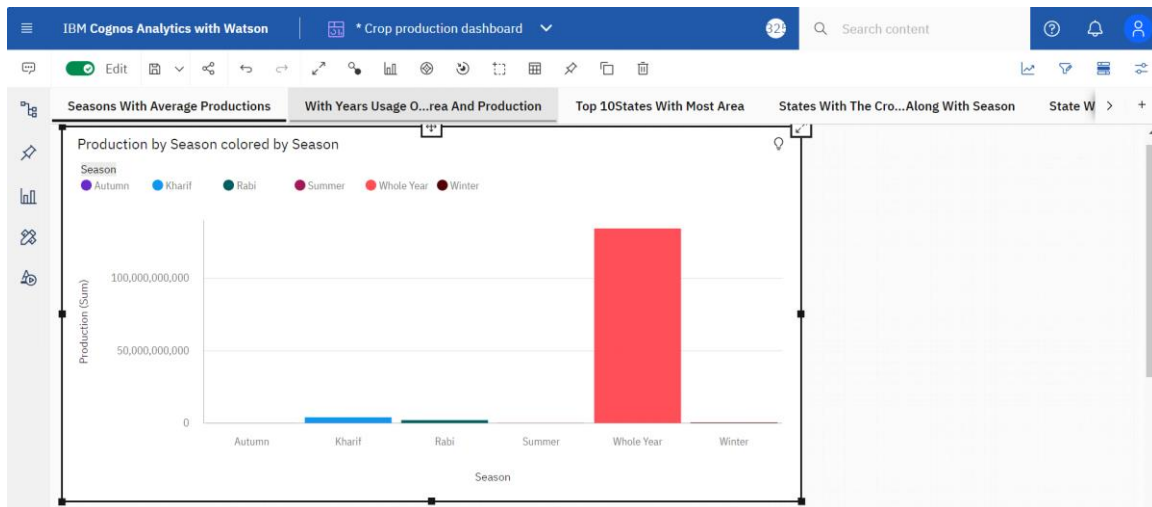 IBM Cognos Analytics with Watson
* Crop production dashboard
325
Search content
Edit
Seasons With Average Productions
With Years Usage O...rea And Production
Top 10States With Most Area
States With The Cro...Along With Season
State W
Production by Season colored by Season
Season
Autumn Kharif Rabi Summer Whole Year Winter
Production (Sum)
100,000,000,000
50,000,000,000
0
Autumn Kharif Rabi Summer Whole Year Winter
Season